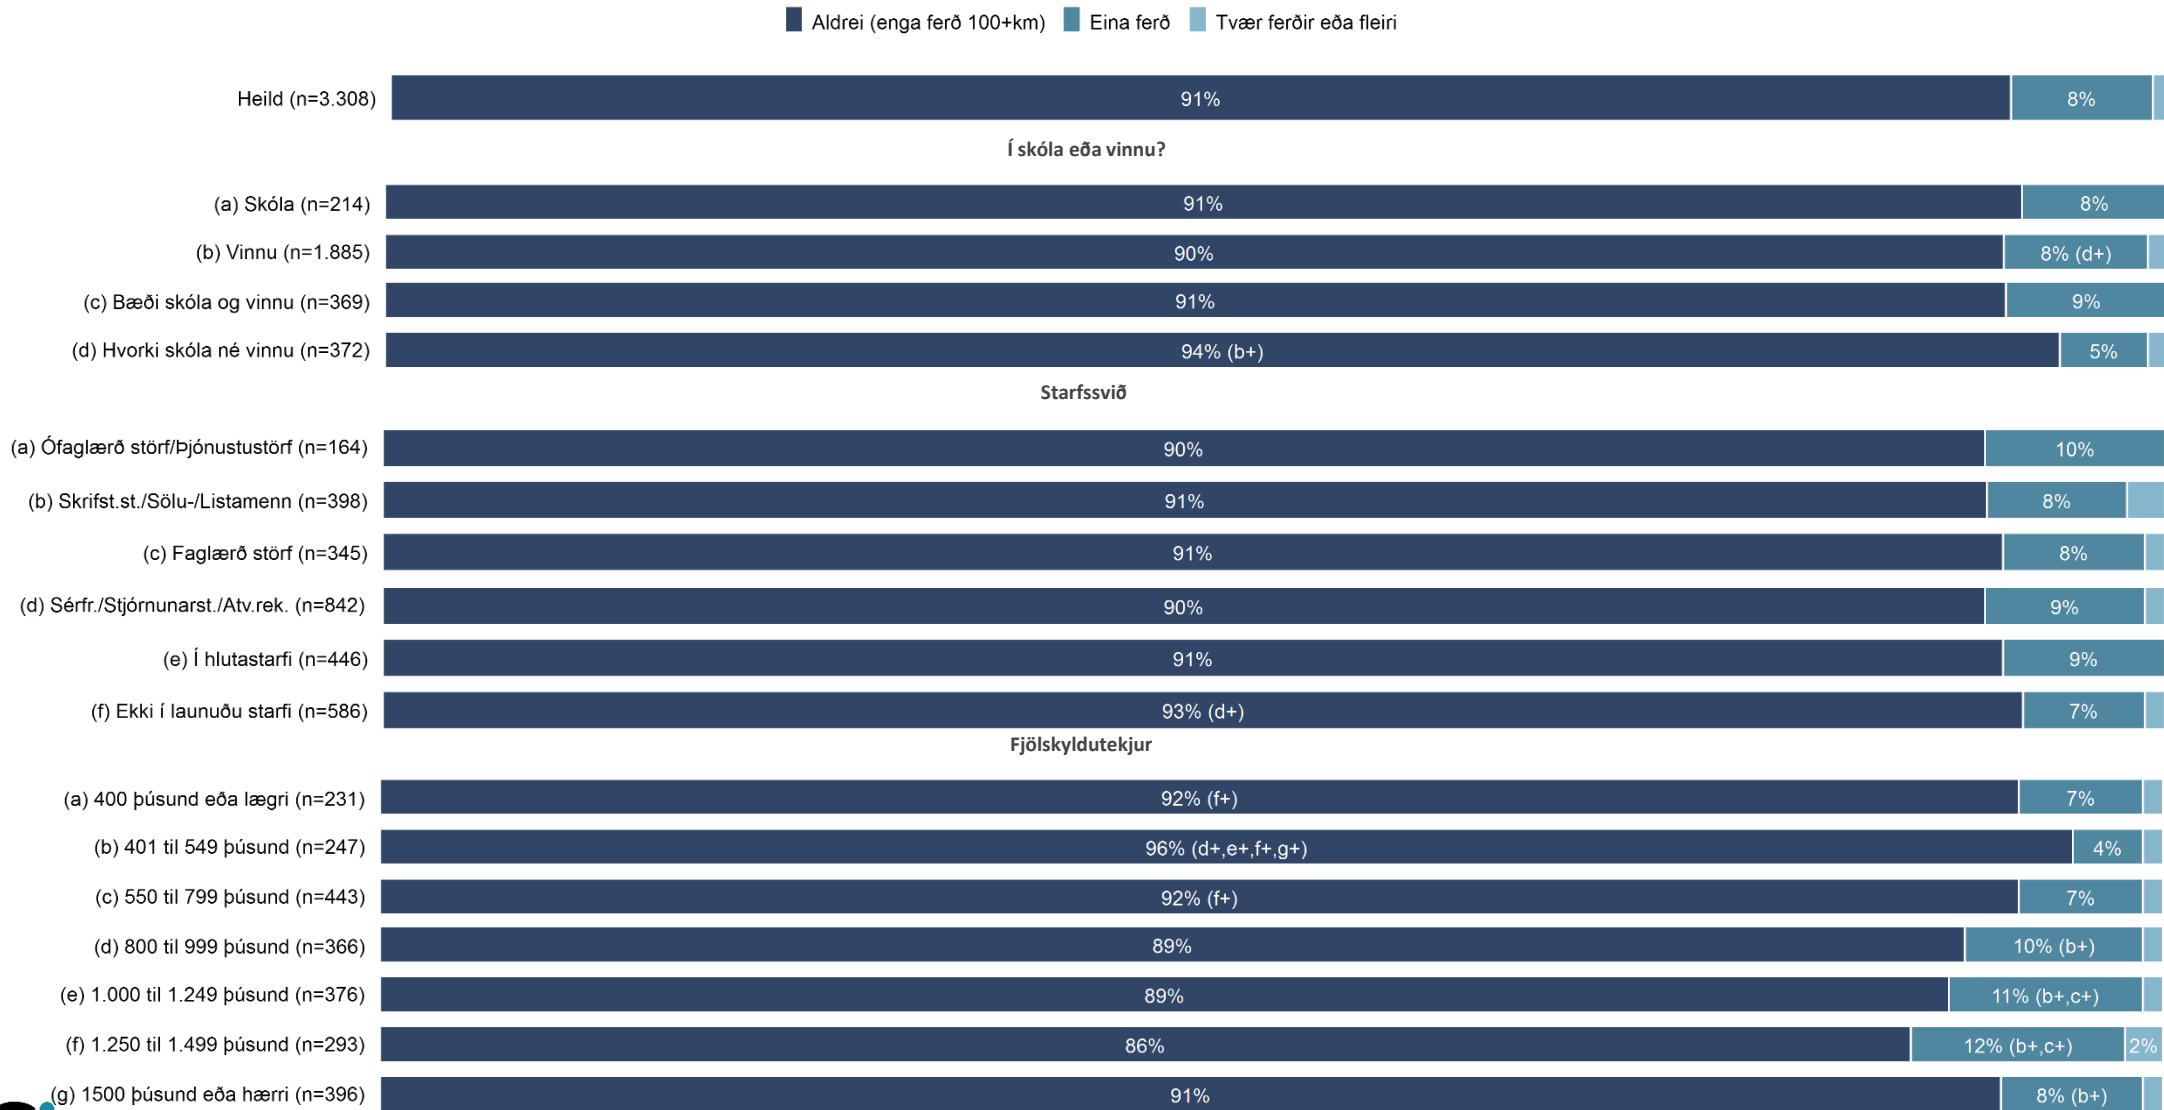 Aldrei (enga ferð 100+km) Eina ferð Tvær ferðir eða fleiri
Heild (n=3.308) 91% 8%
Í skóla eða vinnu?
(a) Skóla (n=214) 91% 8%
(b) Vinnu (n=1.885) 90% 8% (d+)
(c) Bæði skóla og vinnu (n=369) 91% 9%
(d) Hvorki skóla né vinnu (n=372) 94% (b+) 5%
Starfssvið
(a) Ófaglærð störf/Þjónustustörf (n=164) 90% 10%
(b) Skrifst.st./Sölu-/Listamenn (n=398) 91% 8%
(c) Faglærð störf (n=345) 91% 8%
(d) Sérfr./Stjórnunarst./Atv.rek. (n=842) 90% 9%
(e) Í hlutastarfi (n=446) 91% 9%
(f) Ekki í launuðu starfi (n=586) 93% (d+) 7%
Fjölskyldutekjur
(a) 400 þúsund eða lægri (n=231) 92% (f+) 7%
(b) 401 til 549 þúsund (n=247) 96% (d+,e+,f+,g+) 4%
(c) 550 til 799 þúsund (n=443) 92% (f+) 7%
(d) 800 til 999 þúsund (n=366) 89% 10% (b+)
(e) 1.000 til 1.249 þúsund (n=376) 89% 11% (b+,c+)
(f) 1.250 til 1.499 þúsund (n=293) 86% 12% (b+,c+) 2%
(g) 1500 þúsund eða hærri (n=396) 91% 8% (b+)